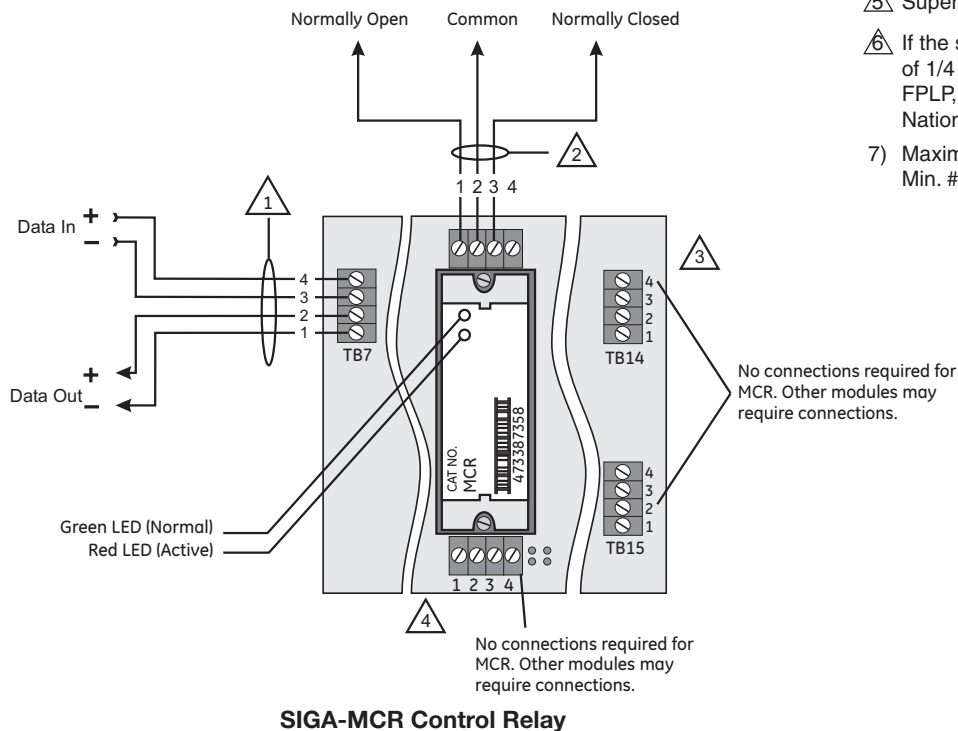 Normally Open Common Normally Closed
5 Super
6 If the s
of 1/4
FPLP,
Nation
7) Maxim
Min. #
2
1 2 3 4
1
3
Data In + −
4
3
2
1
TB7
Data Out + −
4
3
2
1
TB14
No connections required for
MCR. Other modules may
require connections.
CAT NO.
MCR
473387358
4
3
2
1
TB15
Green LED (Normal)
Red LED (Active)
1 2 3 4
4
No connections required for
MCR. Other modules may
require connections.
SIGA-MCR Control Relay